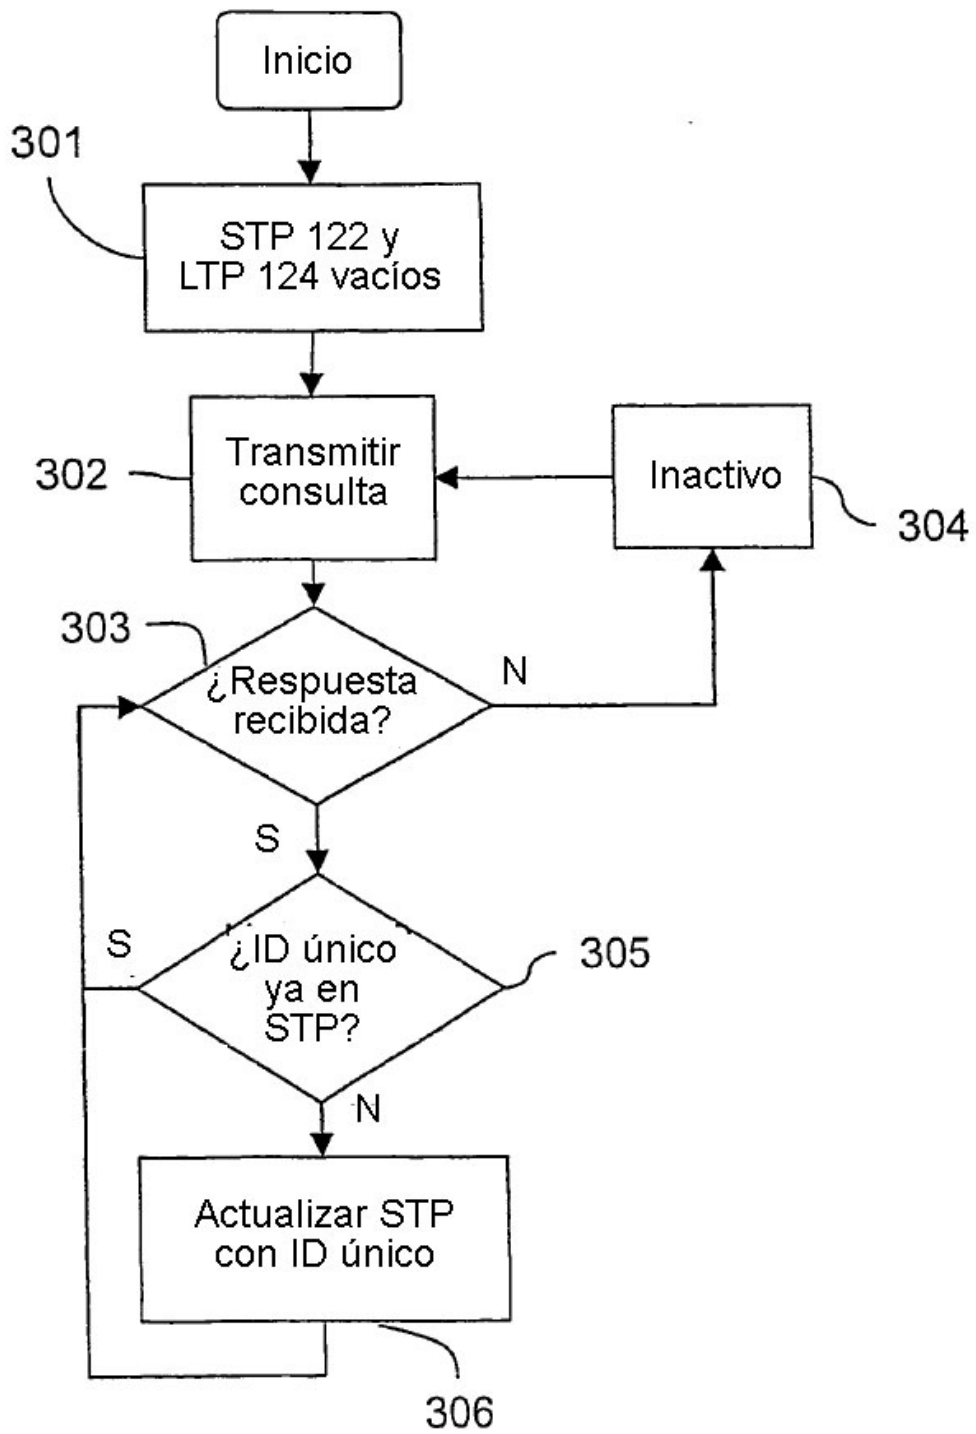 Inicio
301
STP 122 y
LTP 124 vacíos
302
Transmitir
consulta
Inactivo
304
303
¿Respuesta
recibida?
N
S
S
¿ID único
ya en
STP?
305
N
Actualizar STP
con ID único
306